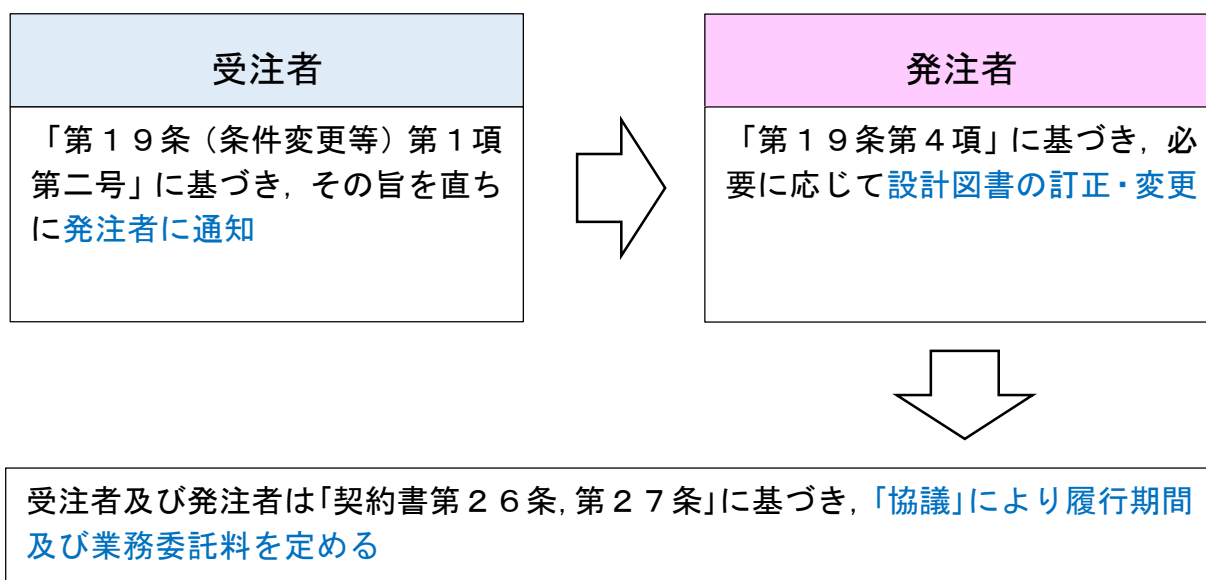 受注者
「第19条(条件変更等)第1項
第二号」に基づき,その旨を直ち
に発注者に通知
発注者
「第19条第4項」に基づき,必
要に応じて設計図書の訂正・変更
受注者及び発注者は「契約書第26条,第27条」に基づき,「協議」により履行期間
及び業務委託料を定める